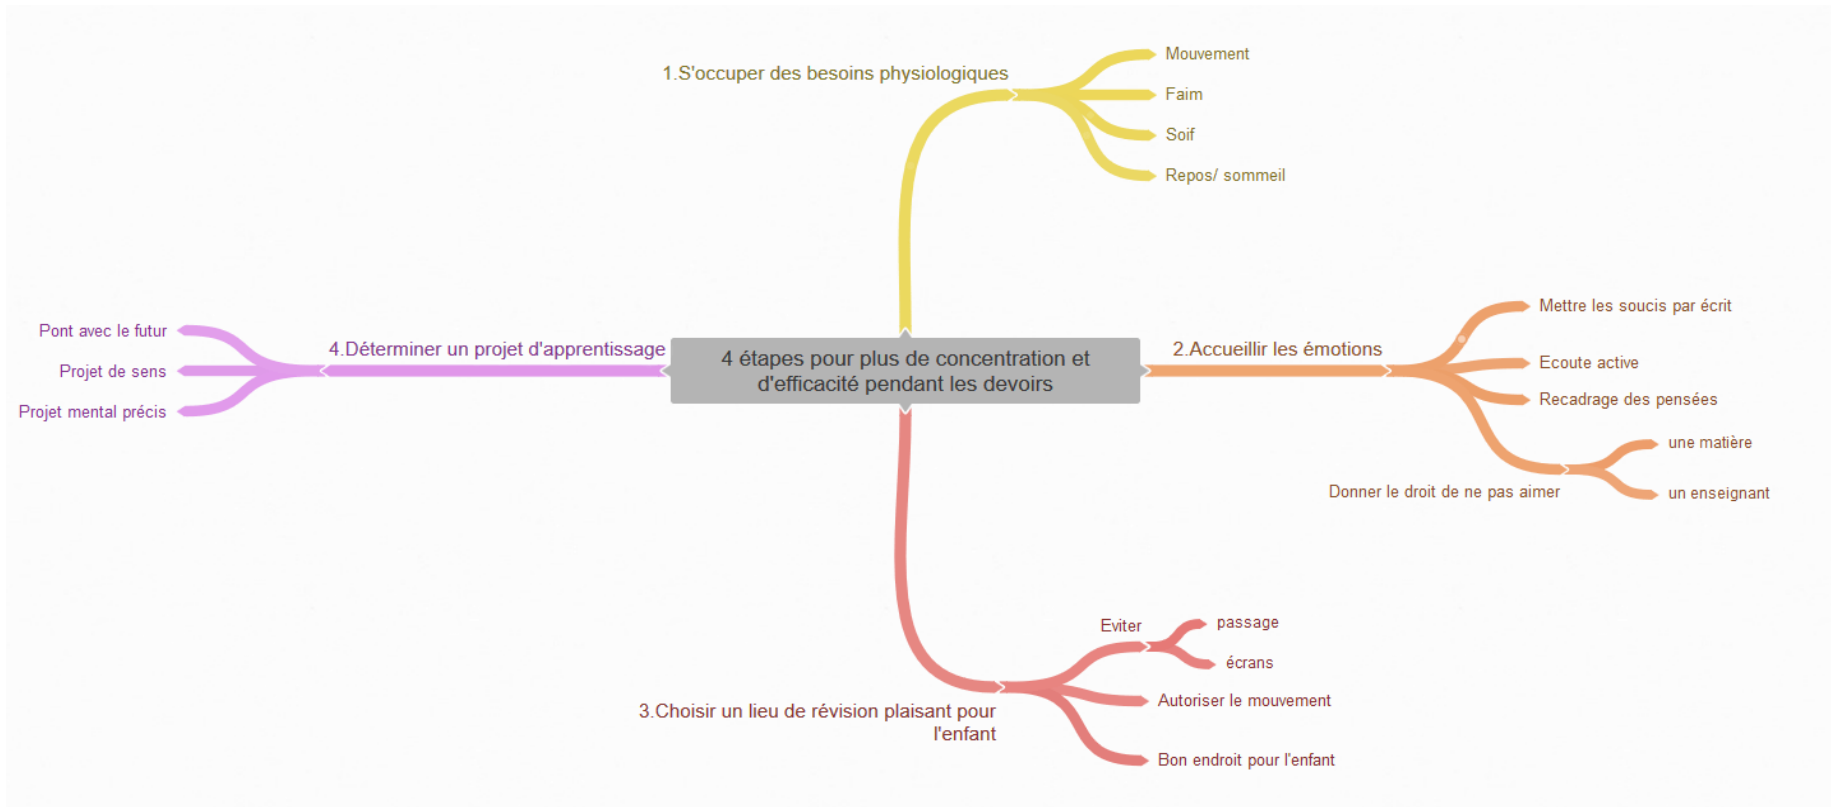 4 étapes pour plus de concentration et
d'efficacité pendant les devoirs
1.S'occuper des besoins physiologiques
Mouvement
Faim
Soif
Repos/ sommeil
2.Accueillir les émotions
Mettre les soucis par écrit
Ecoute active
Recadrage des pensées
Donner le droit de ne pas aimer
une matière
un enseignant
3.Choisir un lieu de révision plaisant pour
l'enfant
Eviter
passage
écrans
Autoriser le mouvement
Bon endroit pour l'enfant
4.Déterminer un projet d'apprentissage
Pont avec le futur
Projet de sens
Projet mental précis